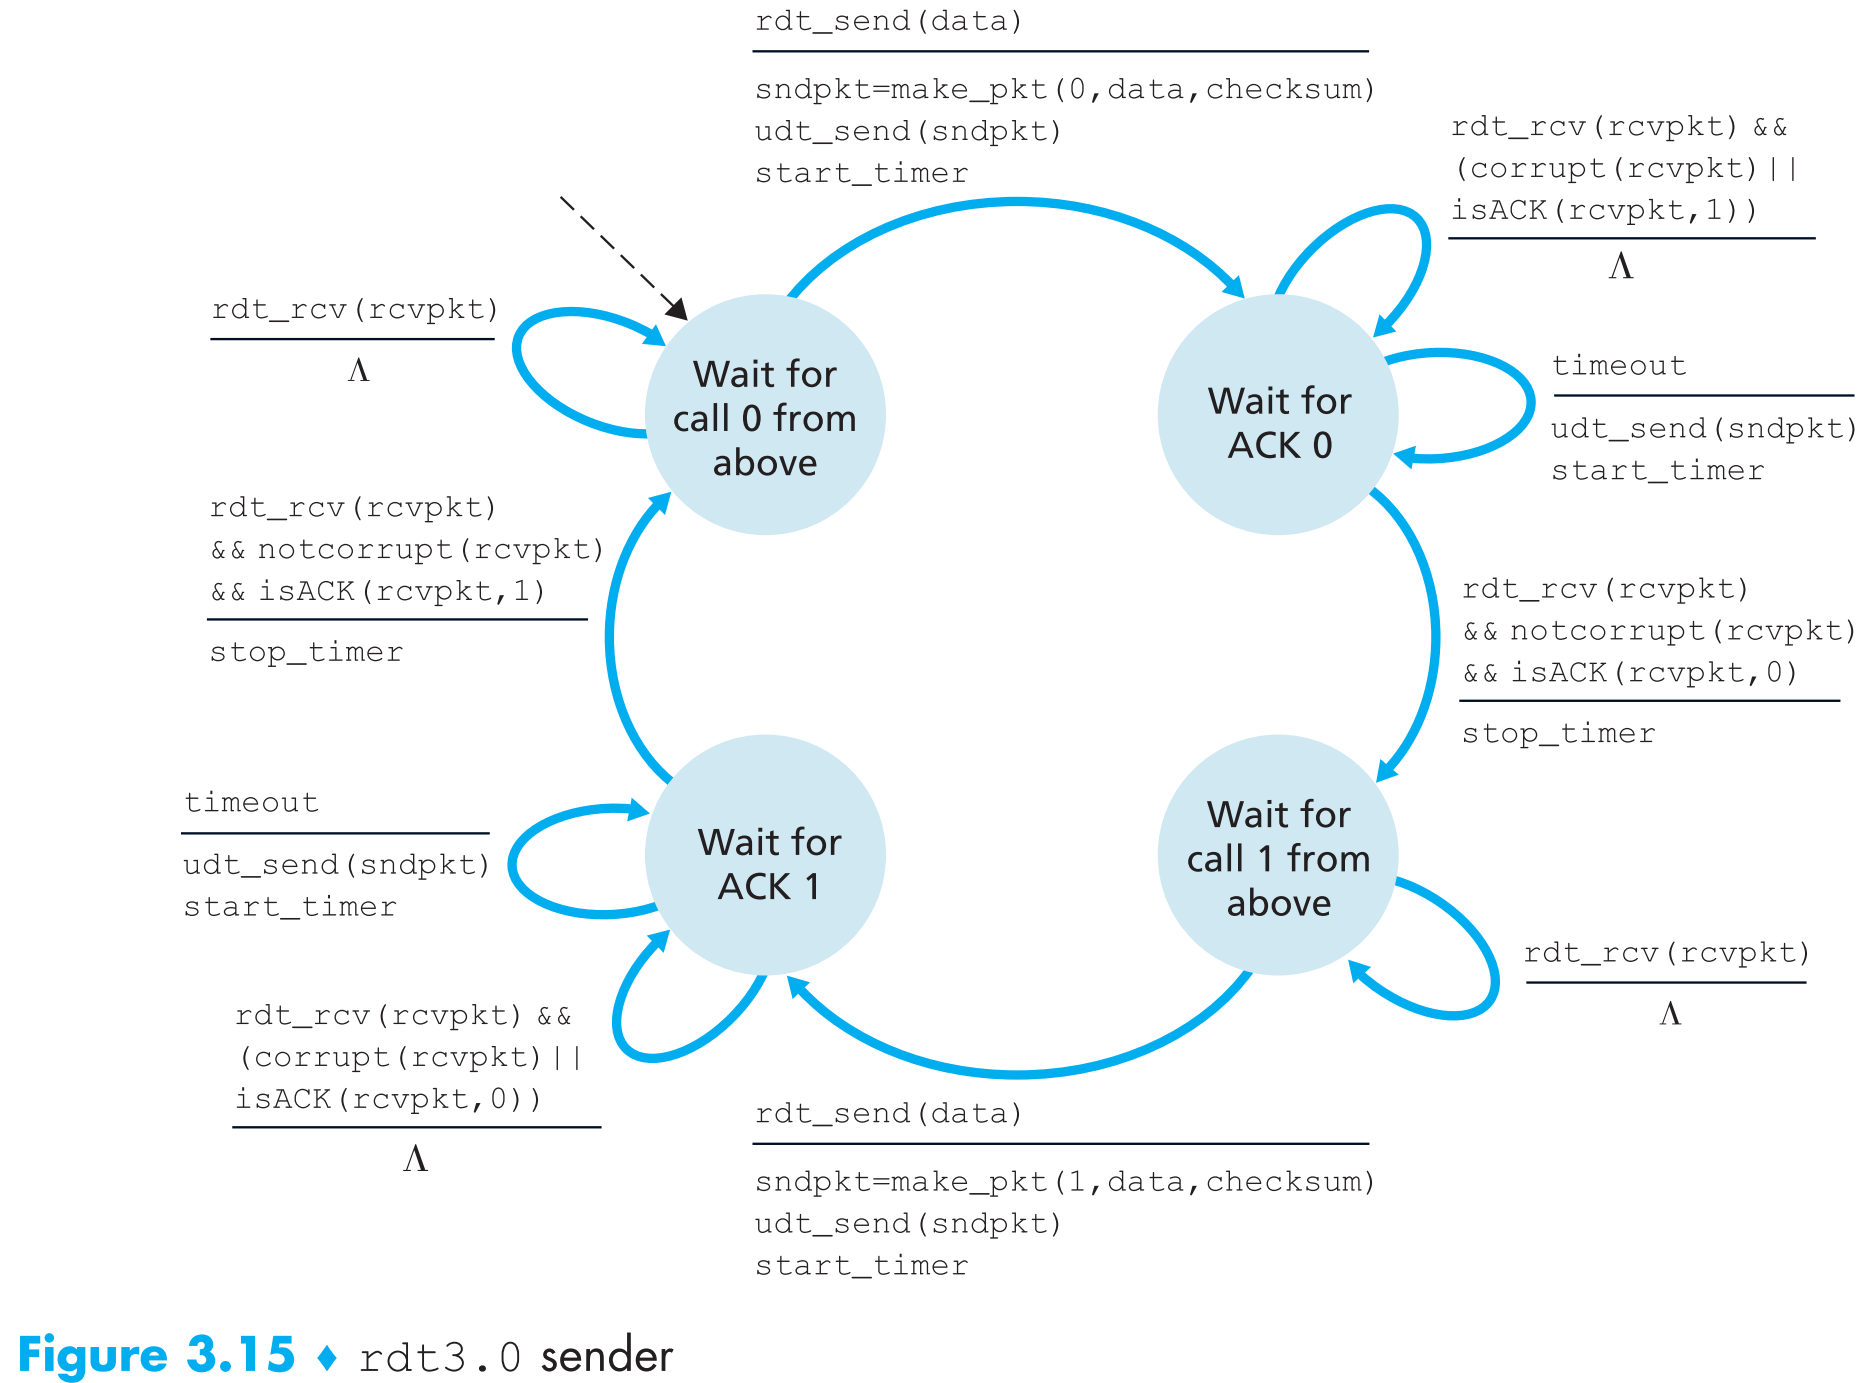 rdt_send(data)
sndpkt=make_pkt(0,data,checksum)
udt_send(sndpkt)
start_timer
rdt_rcv(rcvpkt) &&
(corrupt(rcvpkt)||
isACK(rcvpkt,1))
Λ
rdt_rcv(rcvpkt)
Λ
Wait for
call 0 from
above
Wait for
ACK 0
timeout
udt_send(sndpkt)
start_timer
rdt_rcv(rcvpkt)
&& notcorrupt(rcvpkt)
&& isACK(rcvpkt,1)
stop_timer
rdt_rcv(rcvpkt)
&& notcorrupt(rcvpkt)
&& isACK(rcvpkt,0)
stop_timer
timeout
udt_send(sndpkt)
start_timer
Wait for
ACK 1
Wait for
call 1 from
above
rdt_rcv(rcvpkt)
Λ
rdt_rcv(rcvpkt) &&
(corrupt(rcvpkt)||
isACK(rcvpkt,0))
Λ
rdt_send(data)
sndpkt=make_pkt(1,data,checksum)
udt_send(sndpkt)
start_timer
Figure 3.15 ♦ rdt3.0 sender